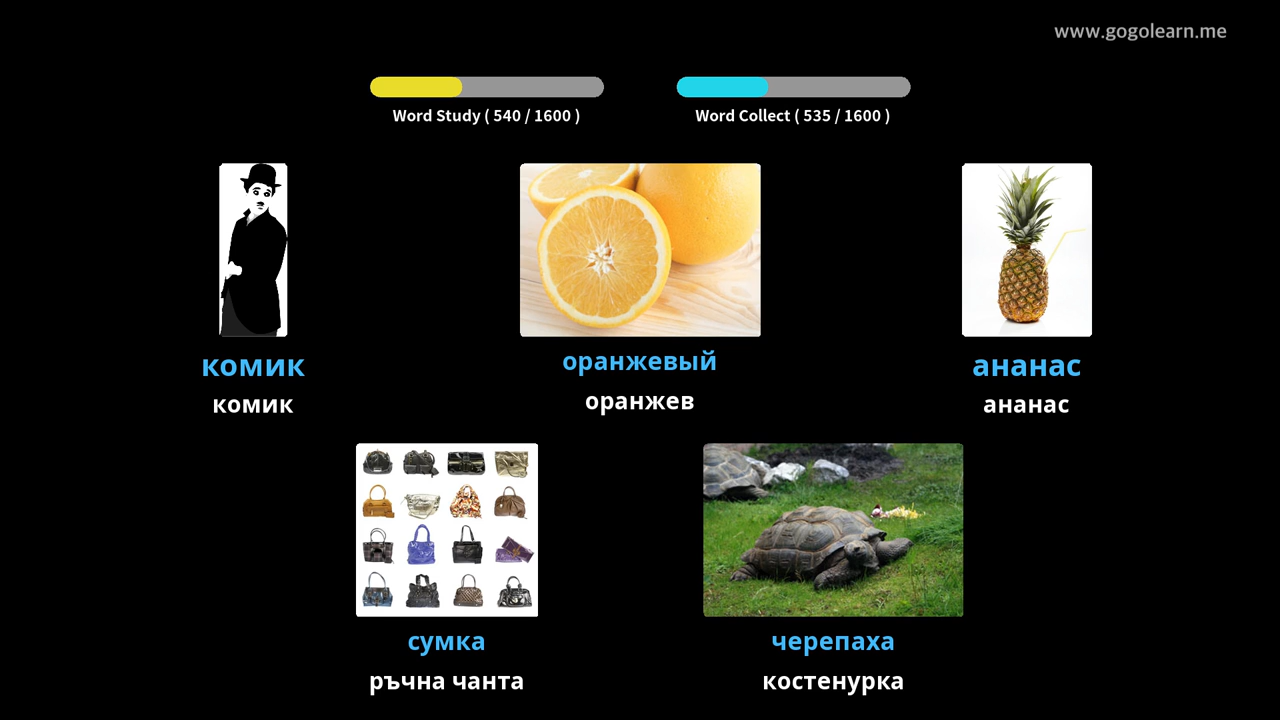 www.gogolearn.me
Word Study ( 540 / 1600 )
Word Collect ( 535 / 1600 )
комик
комик
оранжевый
оранжев
ананас
ананас
сумка
ръчна чанта
черепаха
костенурка